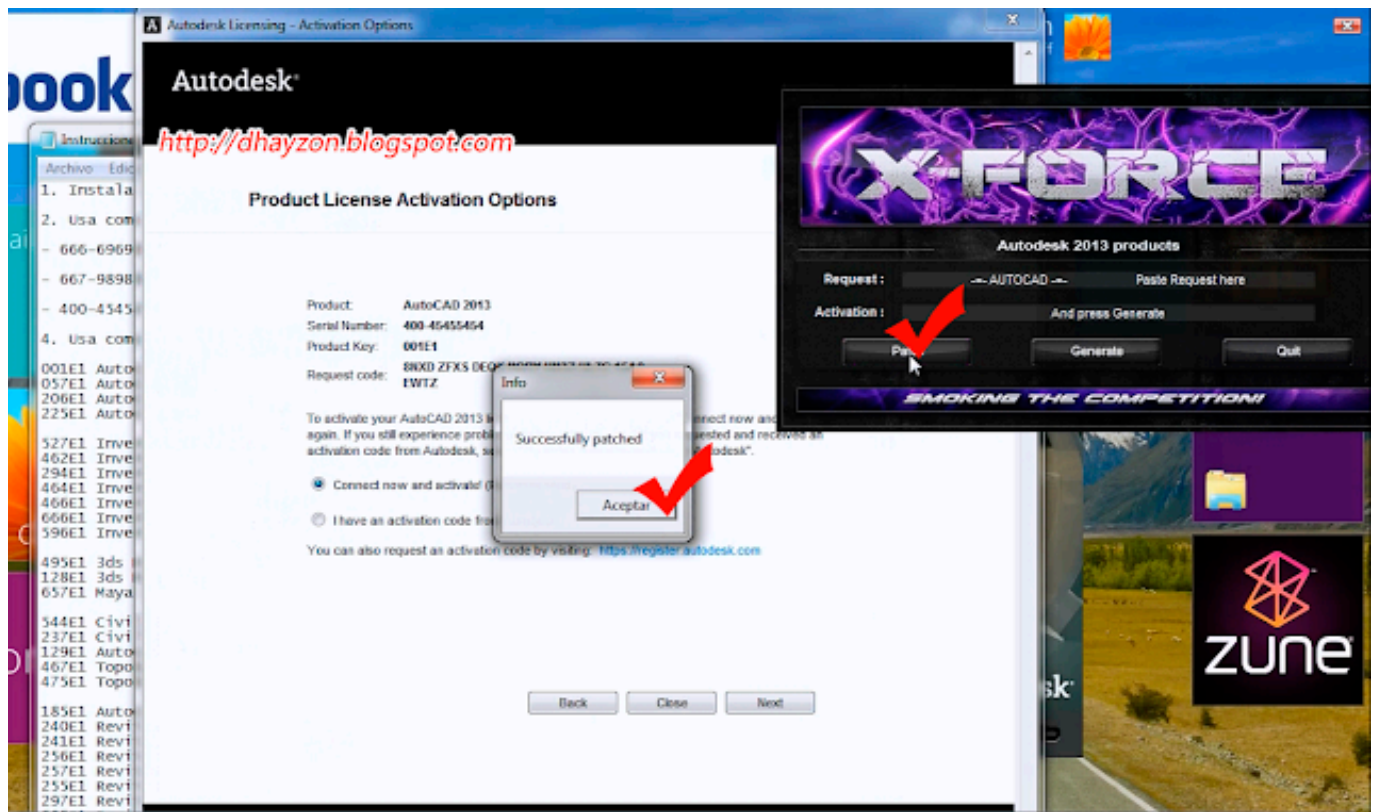 Autodesk Licensing - Activation Options
Autodesk
http://dhayzon.blogspot.com
Product License Activation Options
Product: AutoCAD 2013
Serial Number: 400-45455454
Product Key: 001E1
Request code: 8NXD ZFXS
EWTZ
To activate your AutoCAD 2013
again. If you still experience
activation code from Autodesk,
Connect now and activate!
I have an activation code
You can also request an activation code by visiting: https://register.autodesk.com
Back Close Next
Info
Successfully patched
Aceptar
X-FORCE
Autodesk 2013 products
Request : -- AUTOCAD -- Paste Request here
Activation : And press Generate
Generate Quit
SMOKING THE COMPETITION!
ook
Archivo
1. Instala
2. Usa com
- 666-6969
- 667-9898
- 400-4545
4. Usa com
001E1 Auto
057E1 Auto
206E1 Auto
225E1 Auto
527E1 Inve
462E1 Inve
294E1 Inve
464E1 Inve
466E1 Inve
666E1 Inve
596E1 Inve
495E1 3ds
128E1 3ds
657E1 Maya
544E1 Civi
237E1 Civi
129E1 Auto
467E1 Topo
475E1 Topo
185E1 Auto
240E1 Revi
241E1 Revi
256E1 Revi
257E1 Revi
255E1 Revi
297E1 Revi
zune
sk